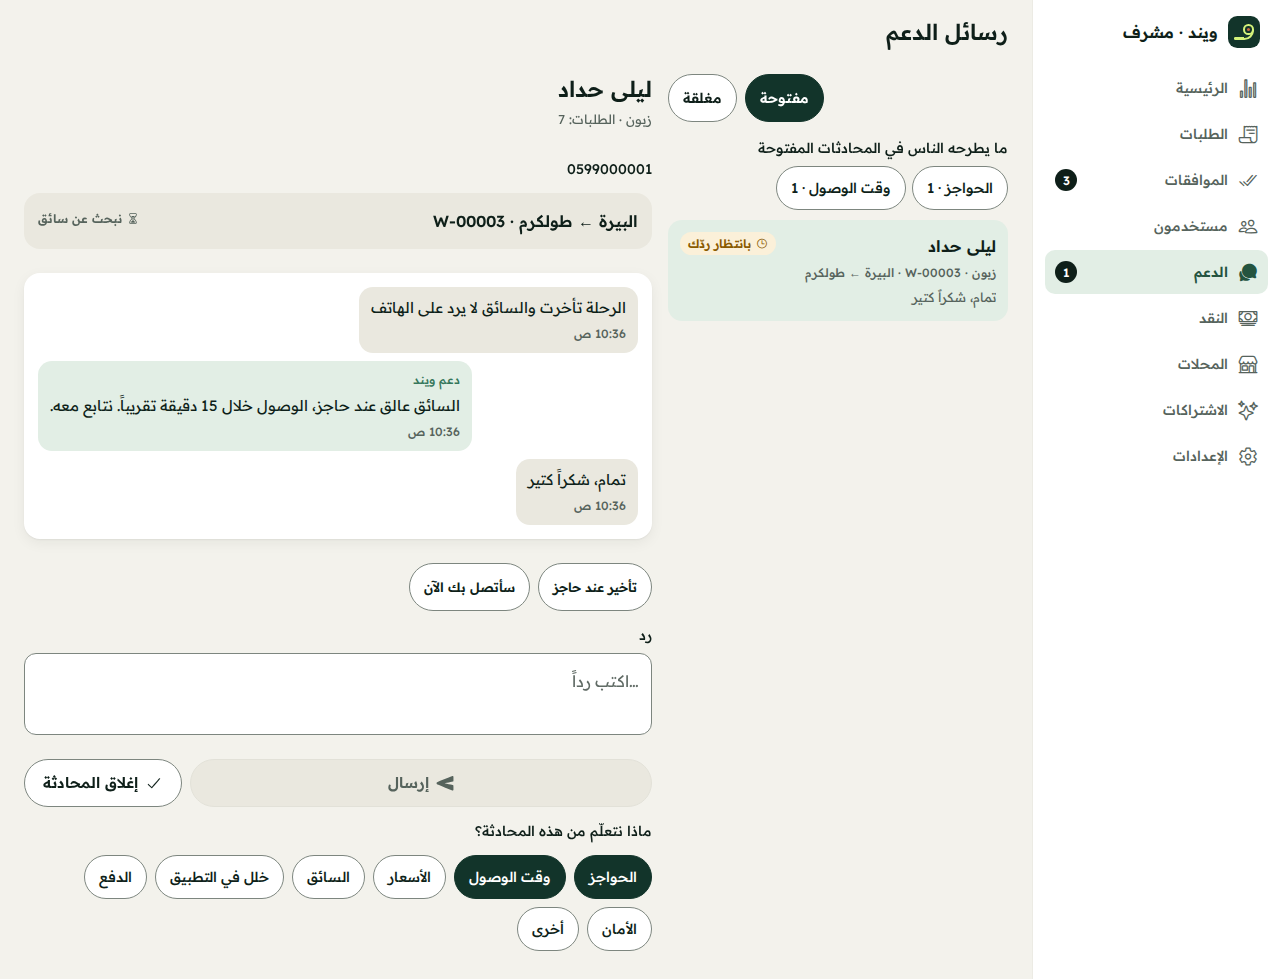 ويند · مشرف
الرئيسية
الطلبات
الموافقات
3
مستخدمون
الدعم
1
النقد
المحلات
الاشتراكات
الإعدادات
رسائل الدعم
مفتوحة
مغلقة
ما يطرحه الناس في المحادثات المفتوحة
الحواجز · 1
وقت الوصول · 1
ليلى حداد
بانتظار ردّك
زبون · W-00003 · البيرة ← طولكرم
تمام، شكراً كتير
ليلى حداد
زبون · الطلبات: 7
0599000001
البيرة ← طولكرم · W-00003
نبحث عن سائق
الرحلة تأخرت والسائق لا يرد على الهاتف
10:36 ص
دعم ويند
السائق عالق عند حاجز، الوصول خلال 15 دقيقة تقريباً. نتابع معه.
10:36 ص
تمام، شكراً كتير
10:36 ص
تأخير عند حاجز
سأتصل بك الآن
رد
...اكتب رداً
إرسال
إغلاق المحادثة
ماذا نتعلّم من هذه المحادثة؟
الحواجز
وقت الوصول
الأسعار
السائق
خلل في التطبيق
الدفع
الأمان
أخرى